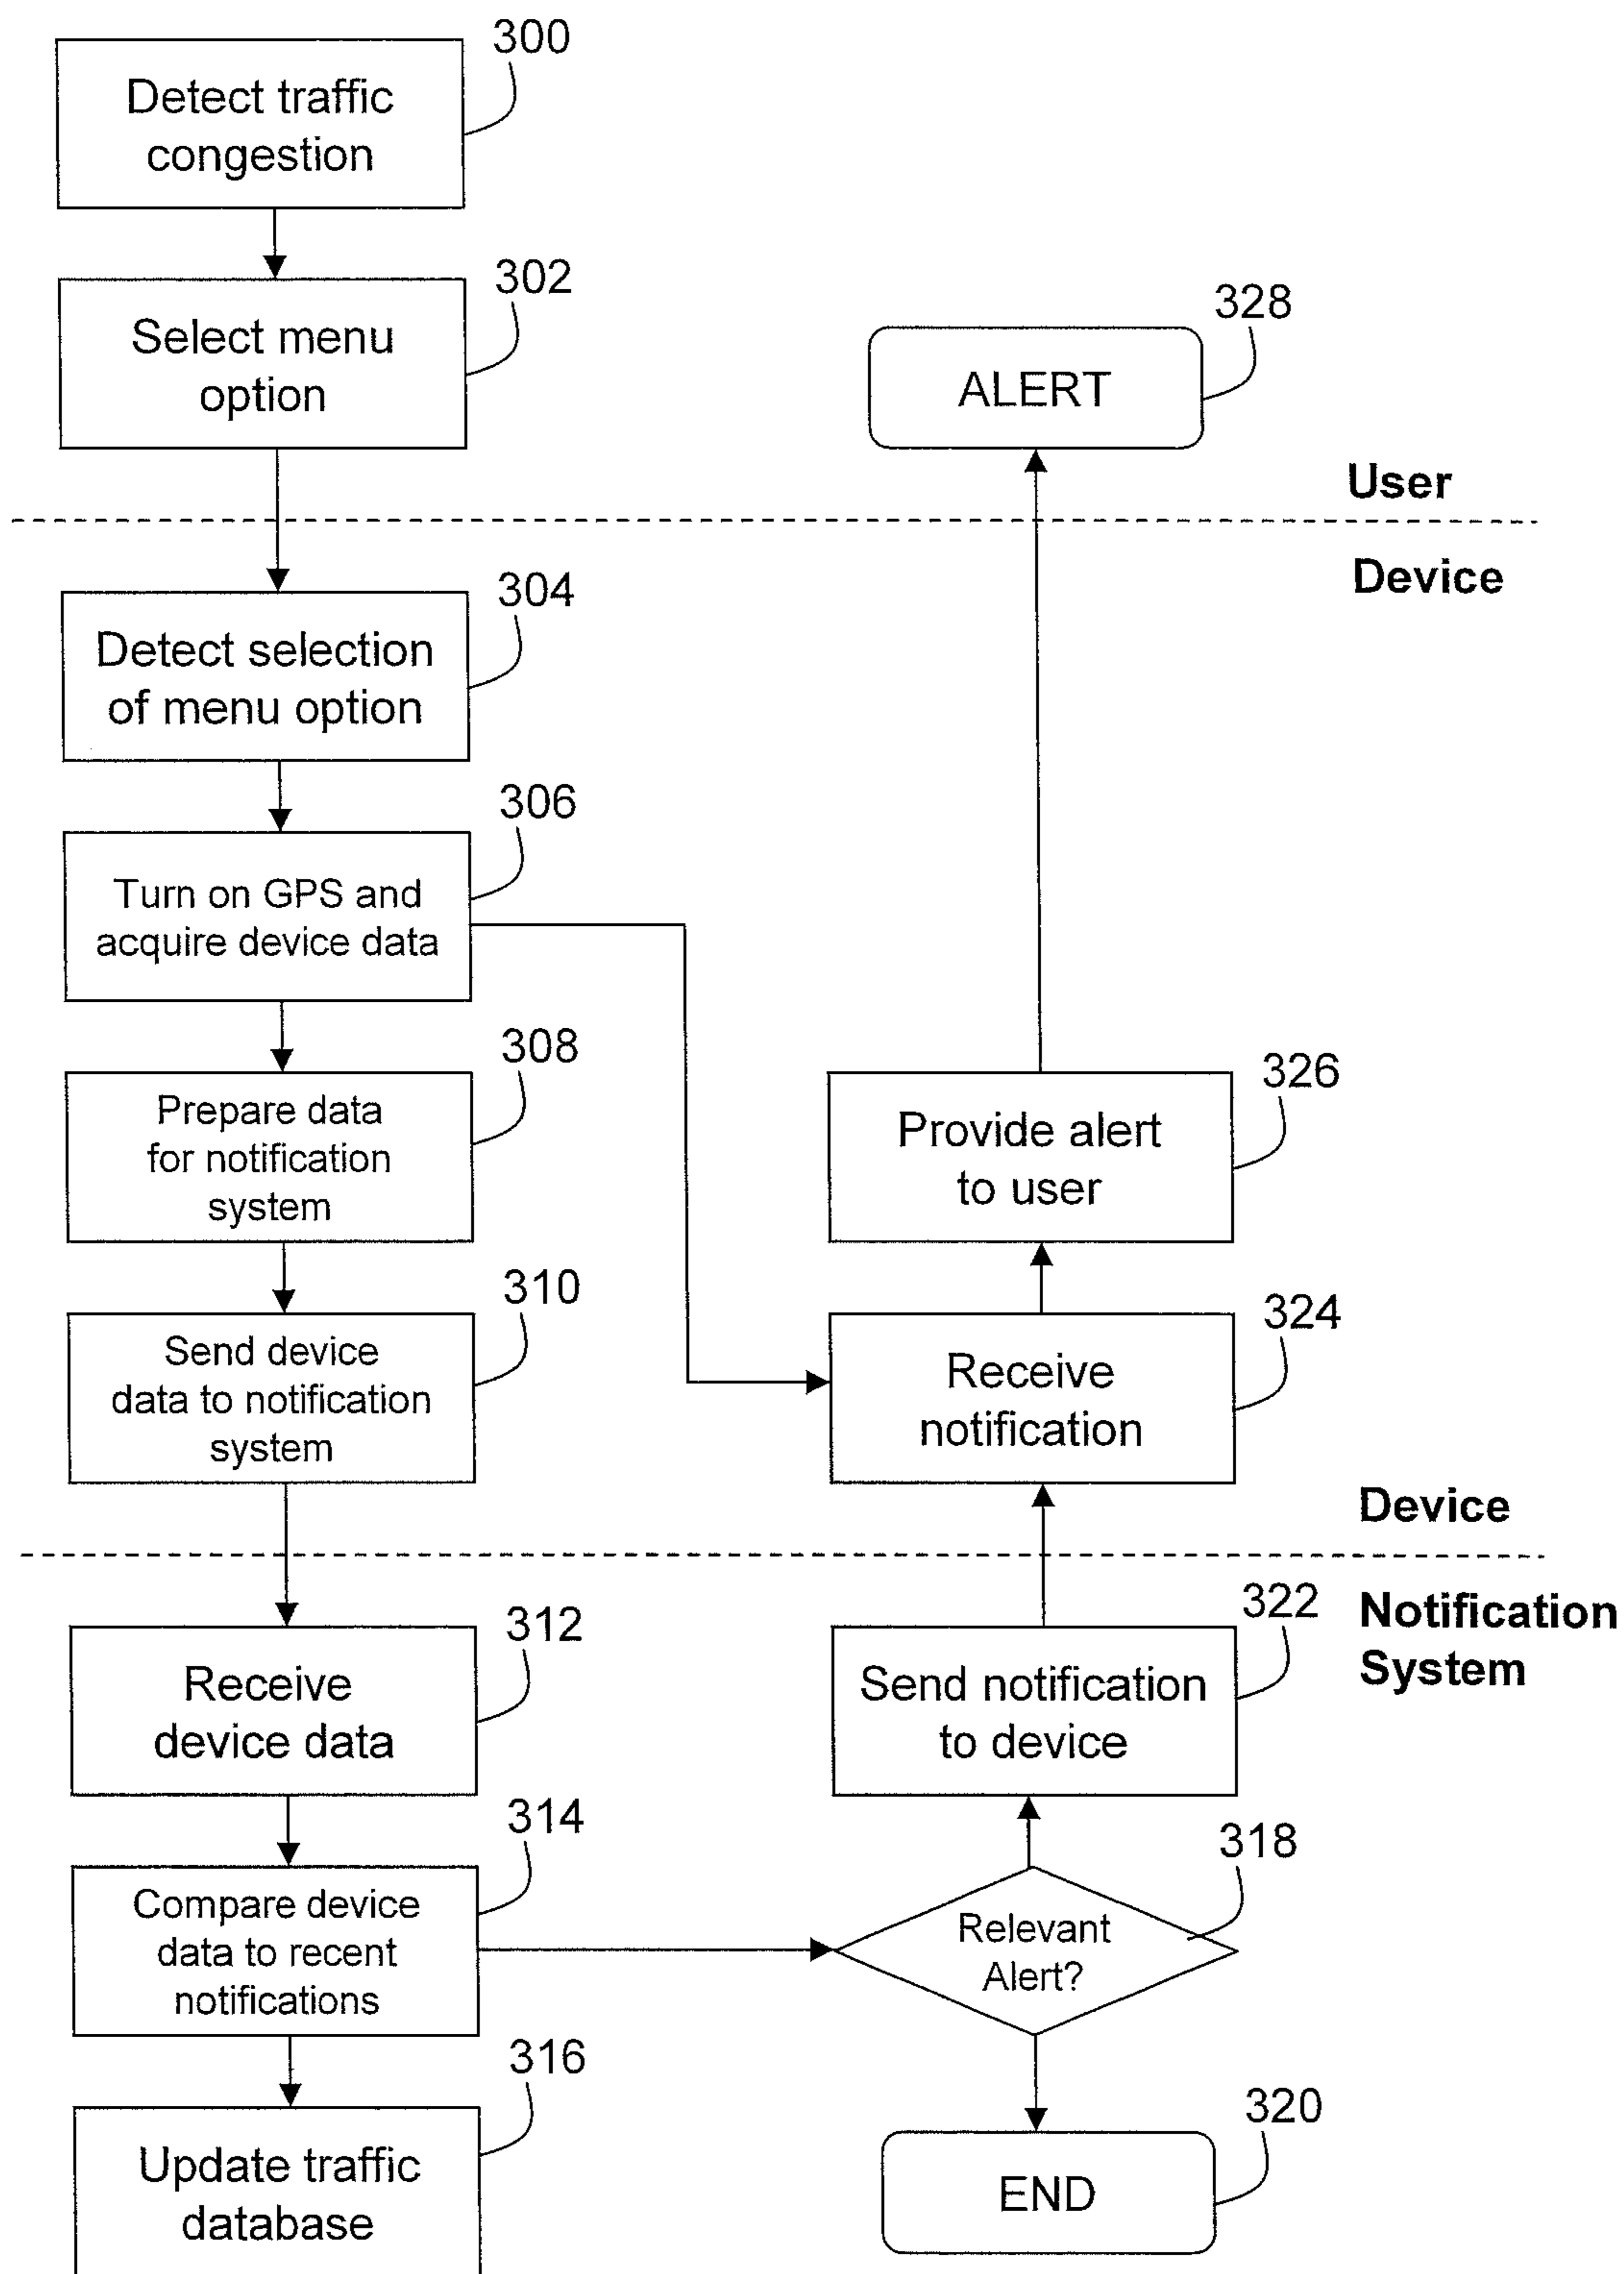 300
Detect traffic
congestion
302
Select menu
option
328
ALERT
User
Device
304
Detect selection
of menu option
306
Turn on GPS and
acquire device data
308
Prepare data
for notification
system
326
Provide alert
to user
310
Send device
data to notification
system
324
Receive
notification
Device
Notification
System
312
Receive
device data
322
Send notification
to device
314
Compare device
data to recent
notifications
318
Relevant
Alert?
316
Update traffic
database
320
END